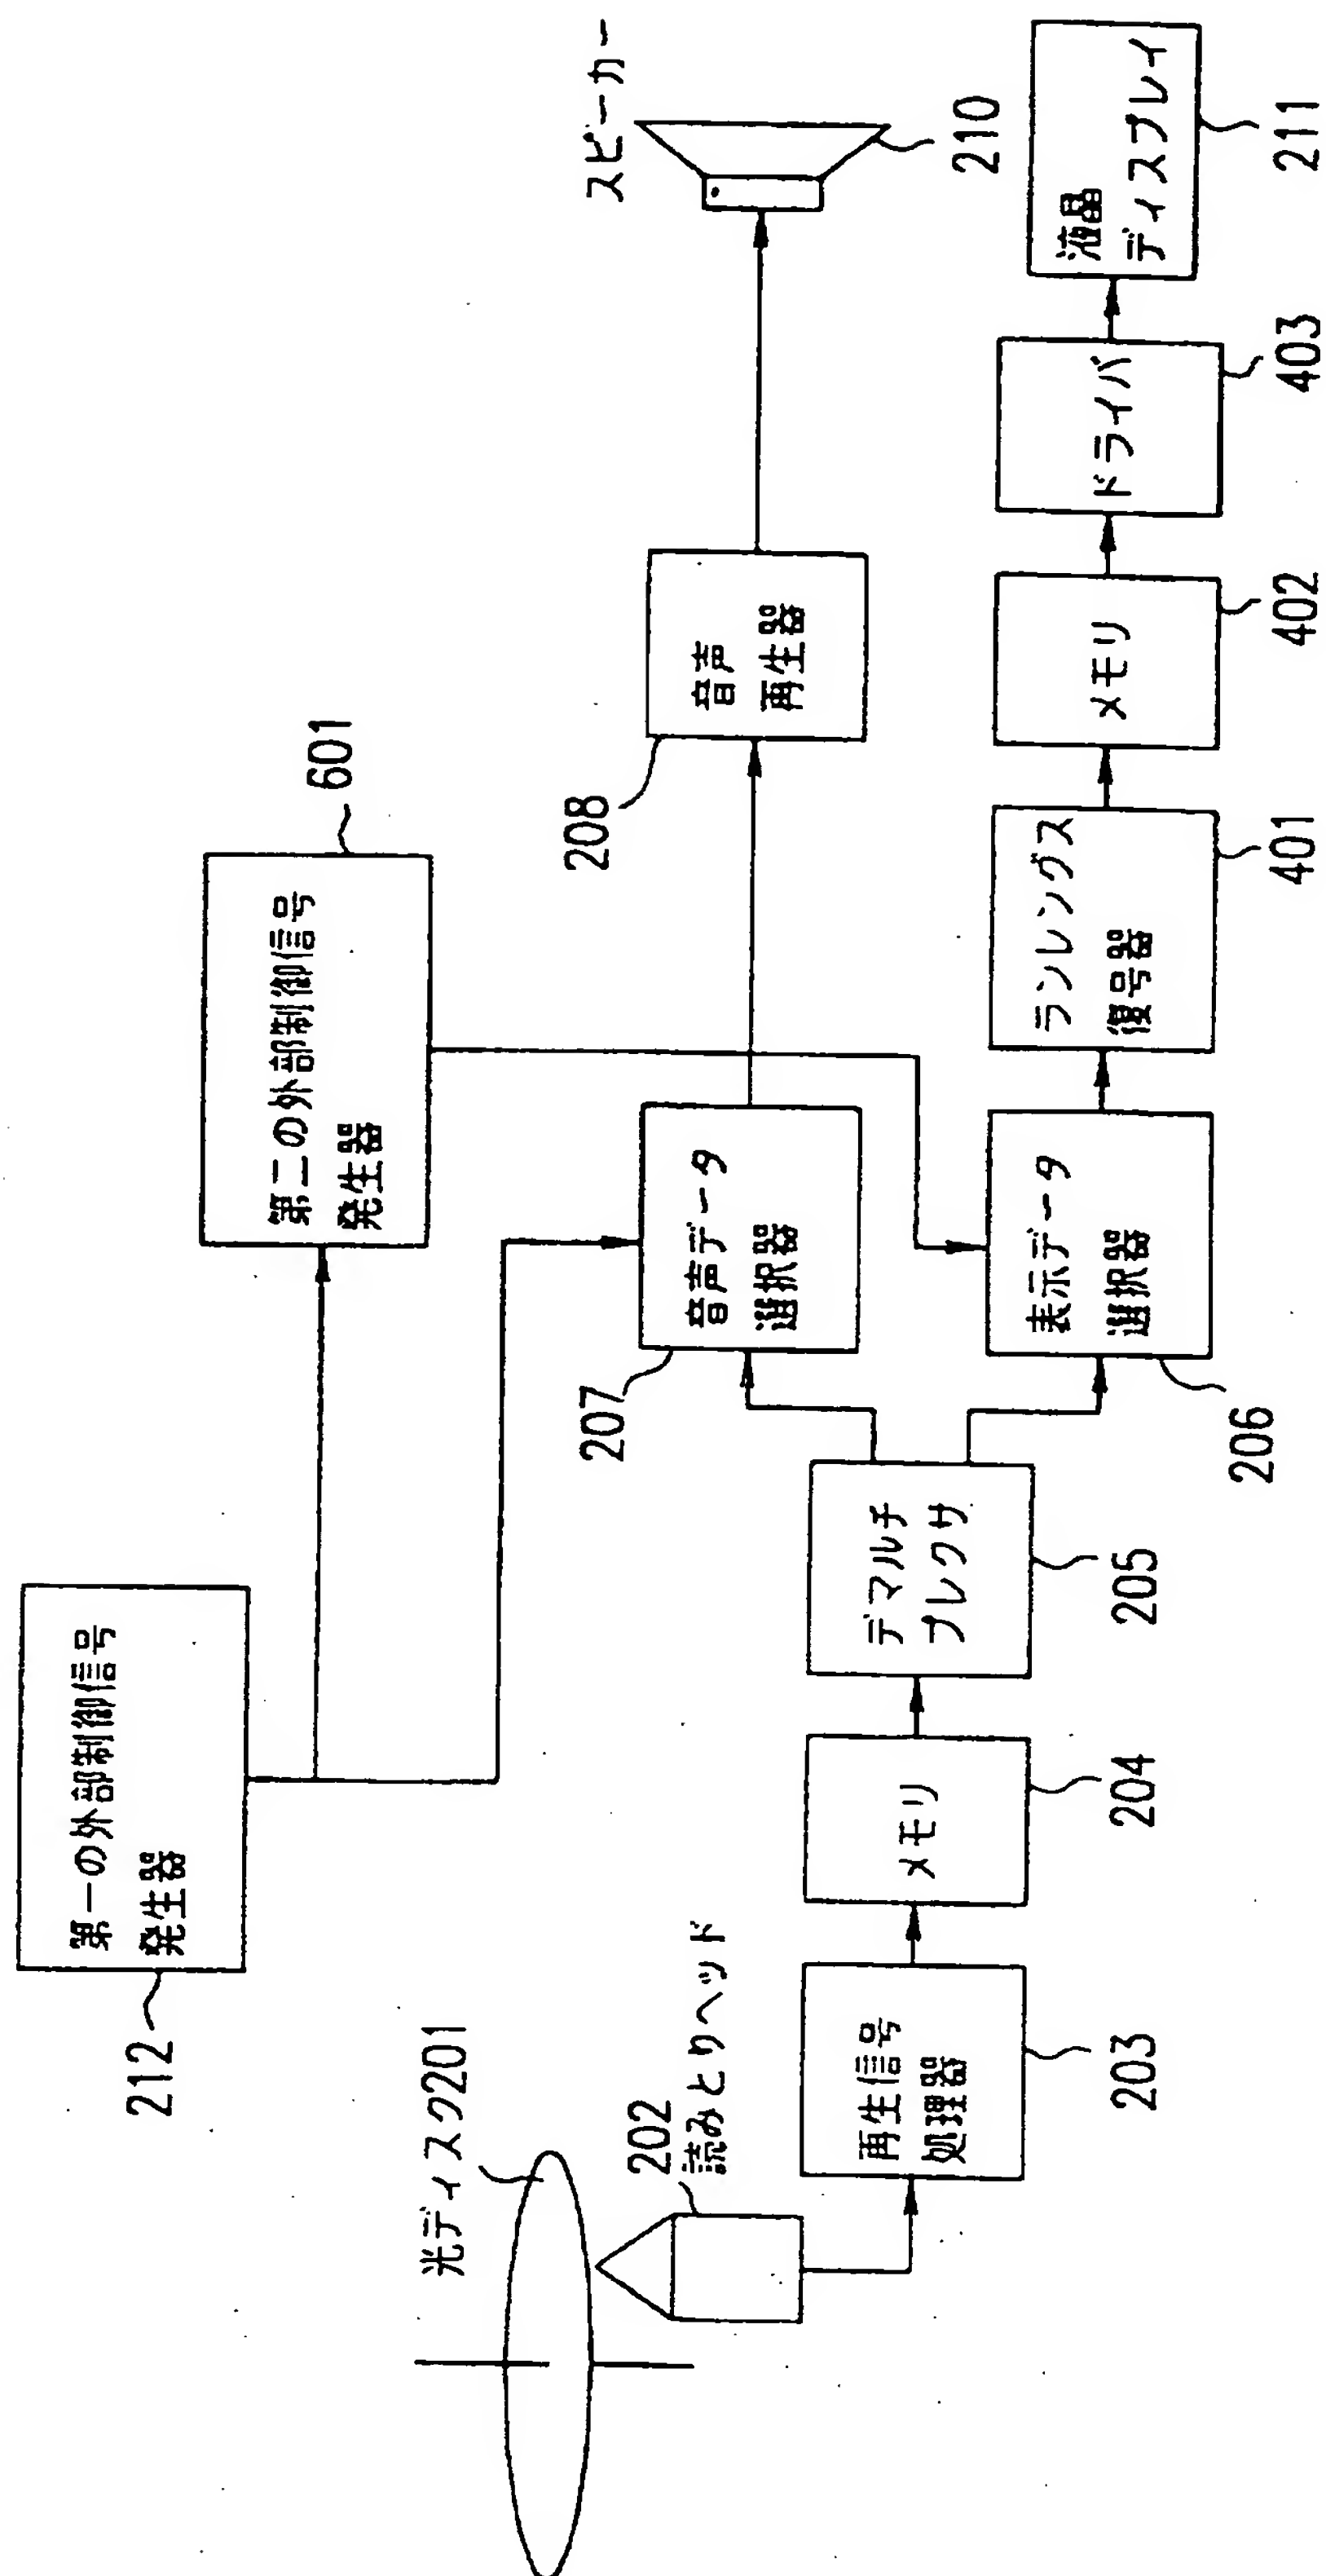 第一の外部制御信号
発生器
212
第二の外部制御信号
発生器
601
光ディスク201
202
読みとりヘッド
再生信号
処理器
203
メモリ
204
デマルチ
プレクサ
205
207
音声データ
選択器
208
音声
再生器
スピーカー
210
表示データ
選択器
206
ランレングス
復号器
401
メモリ
402
ドライバ
403
液晶
ディスプレイ
211